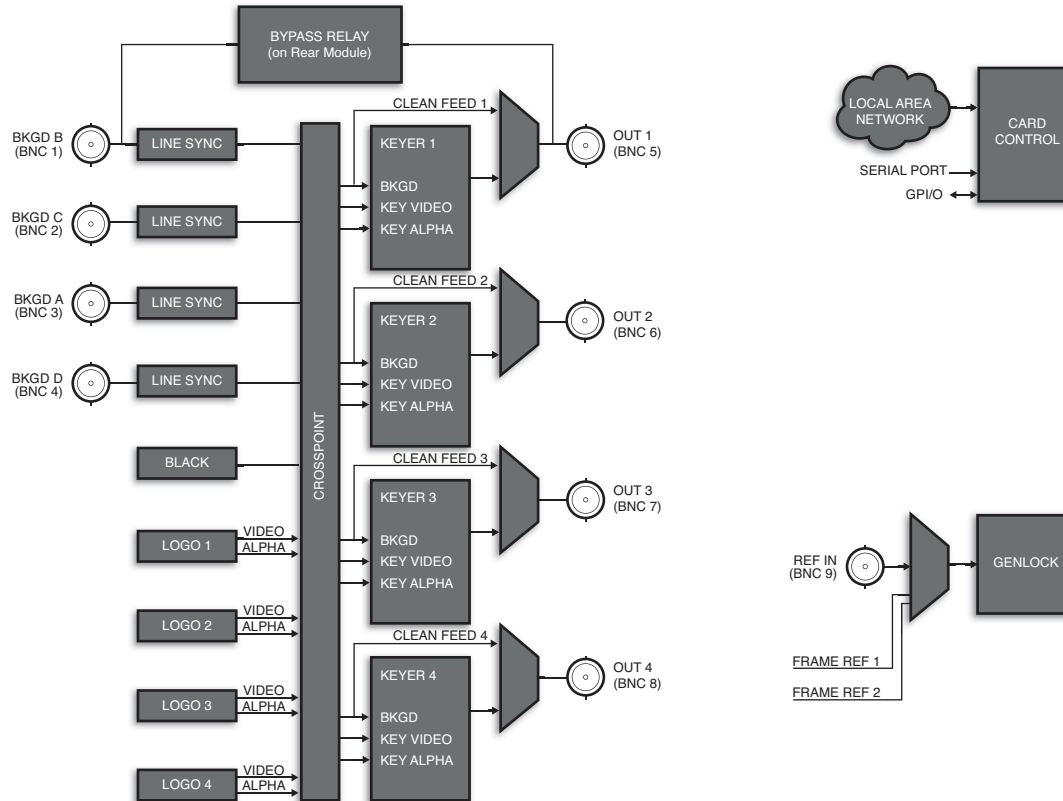 BYPASS RELAY
(on Rear Module)
BKGD B
(BNC 1)
LINE SYNC
BKGD C
(BNC 2)
LINE SYNC
BKGD A
(BNC 3)
LINE SYNC
BKGD D
(BNC 4)
LINE SYNC
BLACK
LOGO 1
VIDEO
ALPHA
LOGO 2
VIDEO
ALPHA
LOGO 3
VIDEO
ALPHA
LOGO 4
VIDEO
ALPHA
CROSSPOINT
CLEAN FEED 1
KEYER 1
BKGD
KEY VIDEO
KEY ALPHA
OUT 1
(BNC 5)
CLEAN FEED 2
KEYER 2
BKGD
KEY VIDEO
KEY ALPHA
OUT 2
(BNC 6)
CLEAN FEED 3
KEYER 3
BKGD
KEY VIDEO
KEY ALPHA
OUT 3
(BNC 7)
CLEAN FEED 4
KEYER 4
BKGD
KEY VIDEO
KEY ALPHA
OUT 4
(BNC 8)
LOCAL AREA
NETWORK
SERIAL PORT
GPI/O
CARD
CONTROL
REF IN
(BNC 9)
FRAME REF 1
FRAME REF 2
GENLOCK